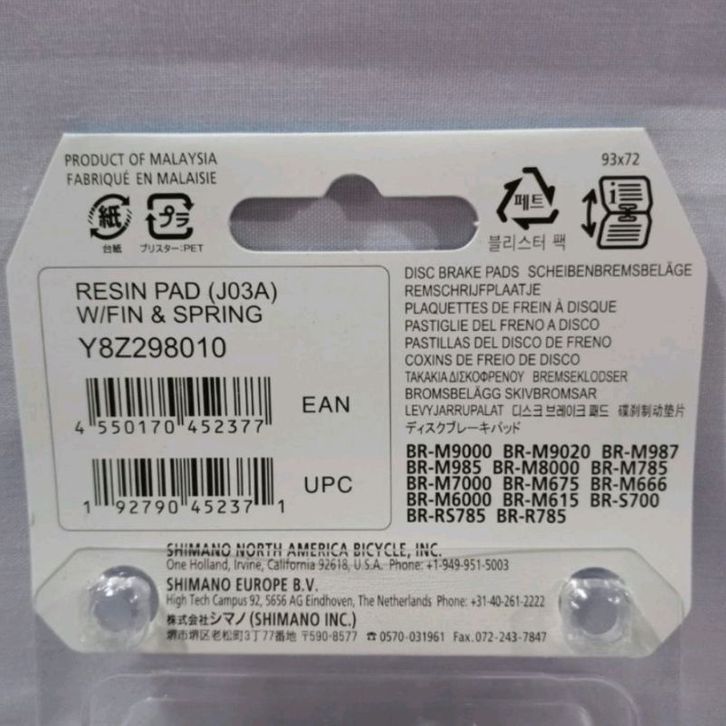 PRODUCT OF MALAYSIA
FABRIQUÉ EN MALAISIE
93x72
紙
台紙
プラ
ブリスター:PET
페트
블리스터 팩
i
RESIN PAD (J03A)
W/FIN & SPRING
Y8Z298010
EAN
4 550170 452377
UPC
1 92790 45237 1
DISC BRAKE PADS SCHEIBENBREMSBELÄGE
REMSCHRIJFPLAATJE
PLAQUETTES DE FREIN À DISQUE
PASTIGLIE DEL FRENO A DISCO
PASTILLAS DEL DISCO DE FRENO
COXINS DE FREIO DE DISCO
ΤΑΚΑΚΙΑ ΔΙΣΚΟΦΡΕΝΟΥ BREMSEKLODSER
BROMSBELÄGG SKIVBROMSAR
LEVYJARRUPALAT 디스크 브레이크 패드 碟刹制动垫片
ディスクブレーキパッド
BR-M9000 BR-M9020 BR-M987
BR-M985 BR-M8000 BR-M785
BR-M7000 BR-M675 BR-M666
BR-M6000 BR-M615 BR-S700
BR-RS785 BR-R785
SHIMANO NORTH AMERICA BICYCLE, INC.
One Holland, Irvine, California 92618, U.S.A. Phone: +1-949-951-5003
SHIMANO EUROPE B.V.
High Tech Campus 92, 5656 AG Eindhoven, The Netherlands Phone: +31-40-261-2222
株式会社シマノ (SHIMANO INC.)
堺市堺区老松町3丁77番地 〒590-8577 ☎0570-031961 Fax.072-243-7847